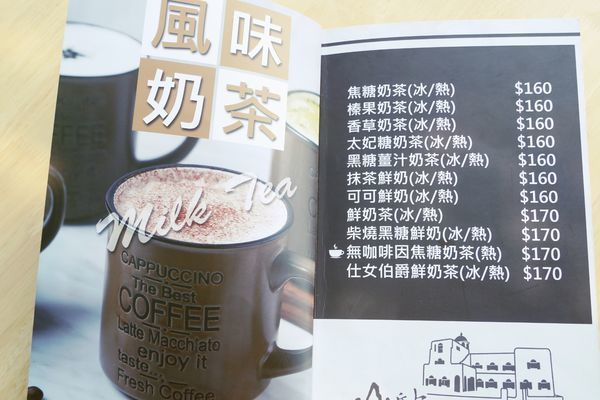 風味
奶茶
Milk Tea
CAPPUCCINO
The Best
COFFEE
Latte Macchiato
enjoy it
taste...
Fresh Coffee
焦糖奶茶(冰/熱) $160
榛果奶茶(冰/熱) $160
香草奶茶(冰/熱) $160
太妃糖奶茶(冰/熱) $160
黑糖薑汁奶茶(冰/熱) $160
抹茶鮮奶(冰/熱) $160
可可鮮奶(冰/熱) $160
鮮奶茶(冰/熱) $170
柴燒黑糖鮮奶(冰/熱) $170
無咖啡因焦糖奶茶(熱) $170
仕女伯爵鮮奶茶(冰/熱) $170